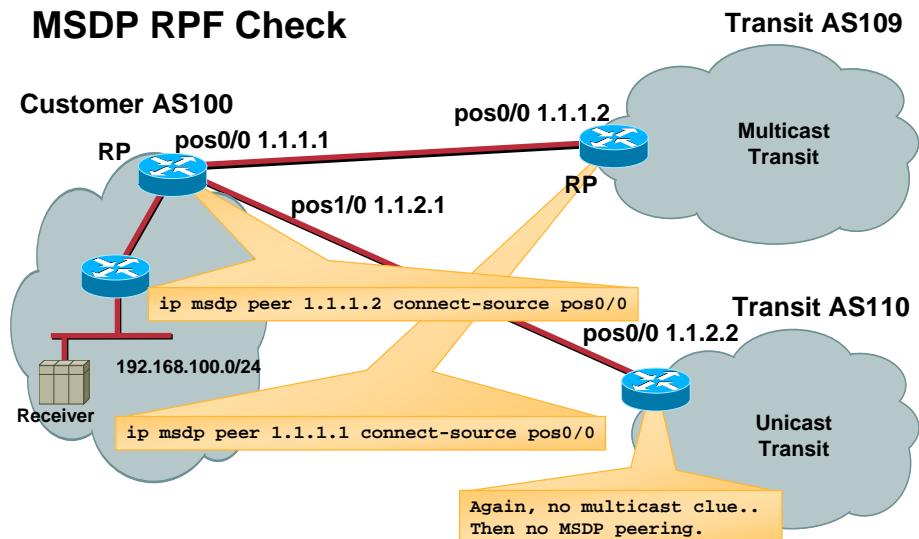 MSDP RPF Check
Transit AS109
Customer AS100
pos0/0 1.1.1.2
pos0/0 1.1.1.1
RP
Multicast
Transit
RP
pos1/0 1.1.2.1
ip msdp peer 1.1.1.2 connect-source pos0/0
Transit AS110
pos0/0 1.1.2.2
192.168.100.0/24
Receiver
ip msdp peer 1.1.1.1 connect-source pos0/0
Unicast
Transit
Again, no multicast clue..
Then no MSDP peering.